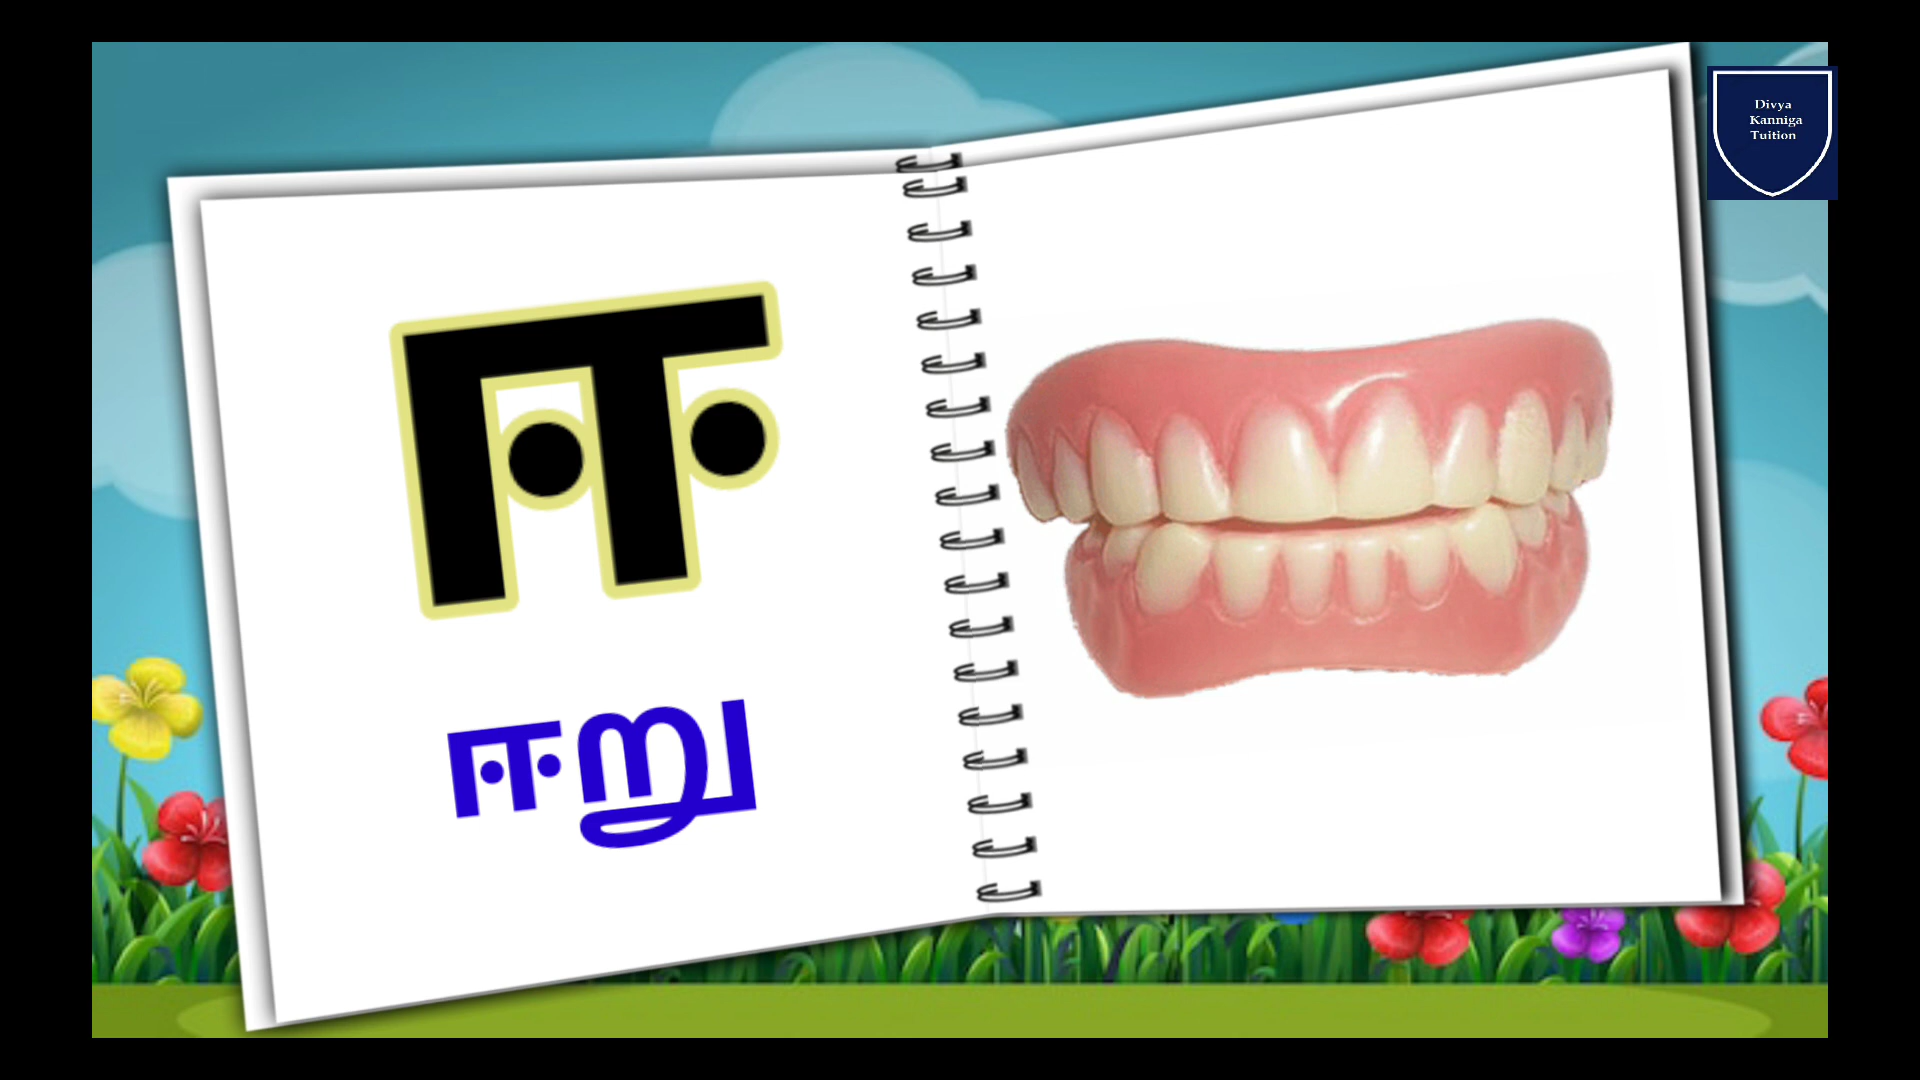 ஈ
ஈறு
Divya
Kanniga
Tuition